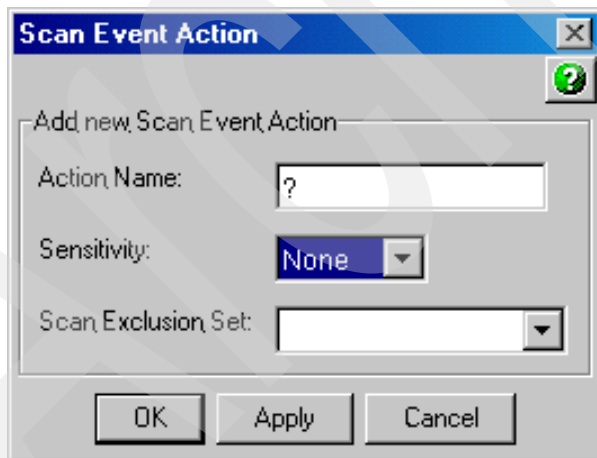 Scan Event Action
Add new Scan Event Action
Action Name:
?
Sensitivity:
None
Scan Exclusion Set:
OK
Apply
Cancel